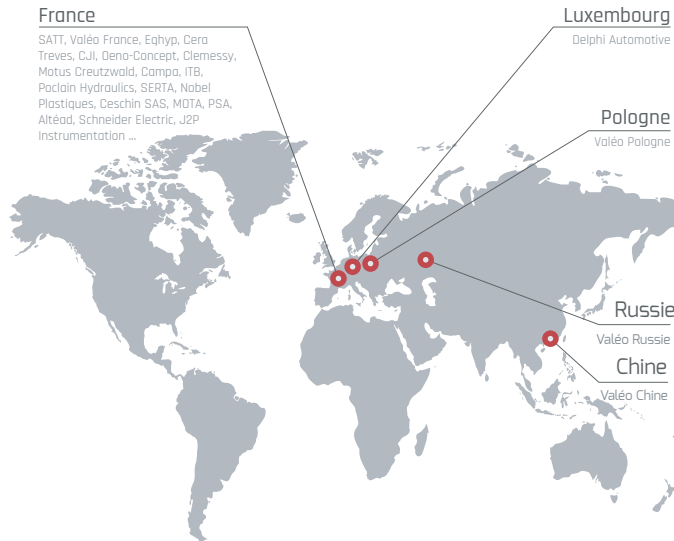 France
SATT, Valéo France, Eqhyp, Cera
Treves, CJI, Oeno-Concept, Clemessy,
Motus Creutzwald, Campa, ITB,
Poclain Hydraulics, SERTA, Nobel
Plastiques, Ceschin SAS, MOTA, PSA,
Altéad, Schneider Electric, J2P
Instrumentation ...
Luxembourg
Delphi Automotive
Pologne
Valéo Pologne
Russie
Valéo Russie
Chine
Valéo Chine